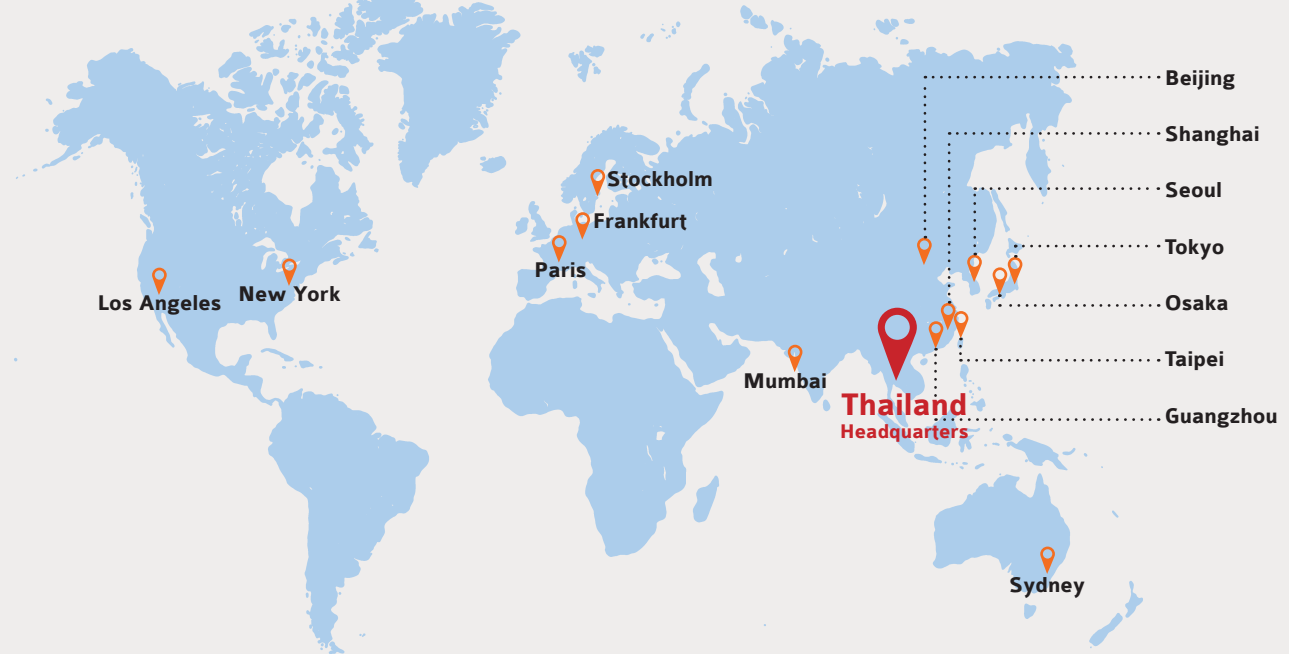 Beijing
Shanghai
Stockholm
Seoul
Frankfurt
Tokyo
Paris
New York
Los Angeles
Osaka
Taipei
Mumbai
Thailand
Headquarters
Guangzhou
Sydney